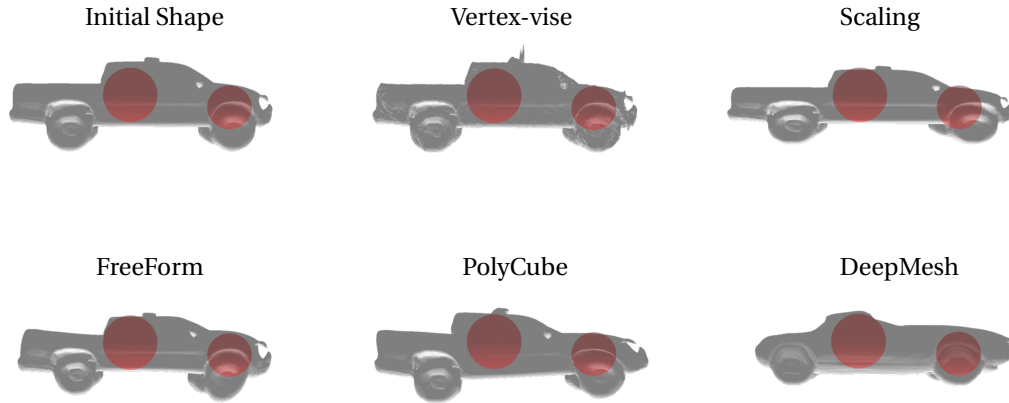 Initial Shape
Vertex-vise
Scaling
FreeForm
PolyCube
DeepMesh